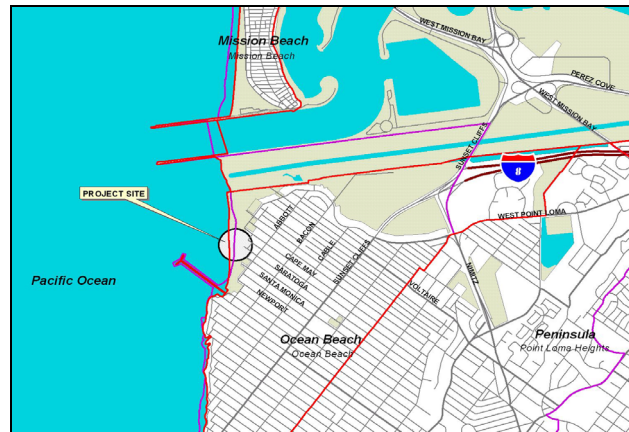 Mission Beach
Mission Beach
WEST MISSION BAY
PEREZ COVE
WEST MISSION BAY
SUNSET CLIFFS
8
PROJECT SITE
ABBOTT
BACON
CABLE
WEST POINT LOMA
CAPE MAY
SARATOGA
SANTA MONICA
NEWPORT
SUNSET CLIFFS
NIMITZ
VOLTAIRE
Pacific Ocean
Ocean Beach
Ocean Beach
Peninsula
Point Loma Heights